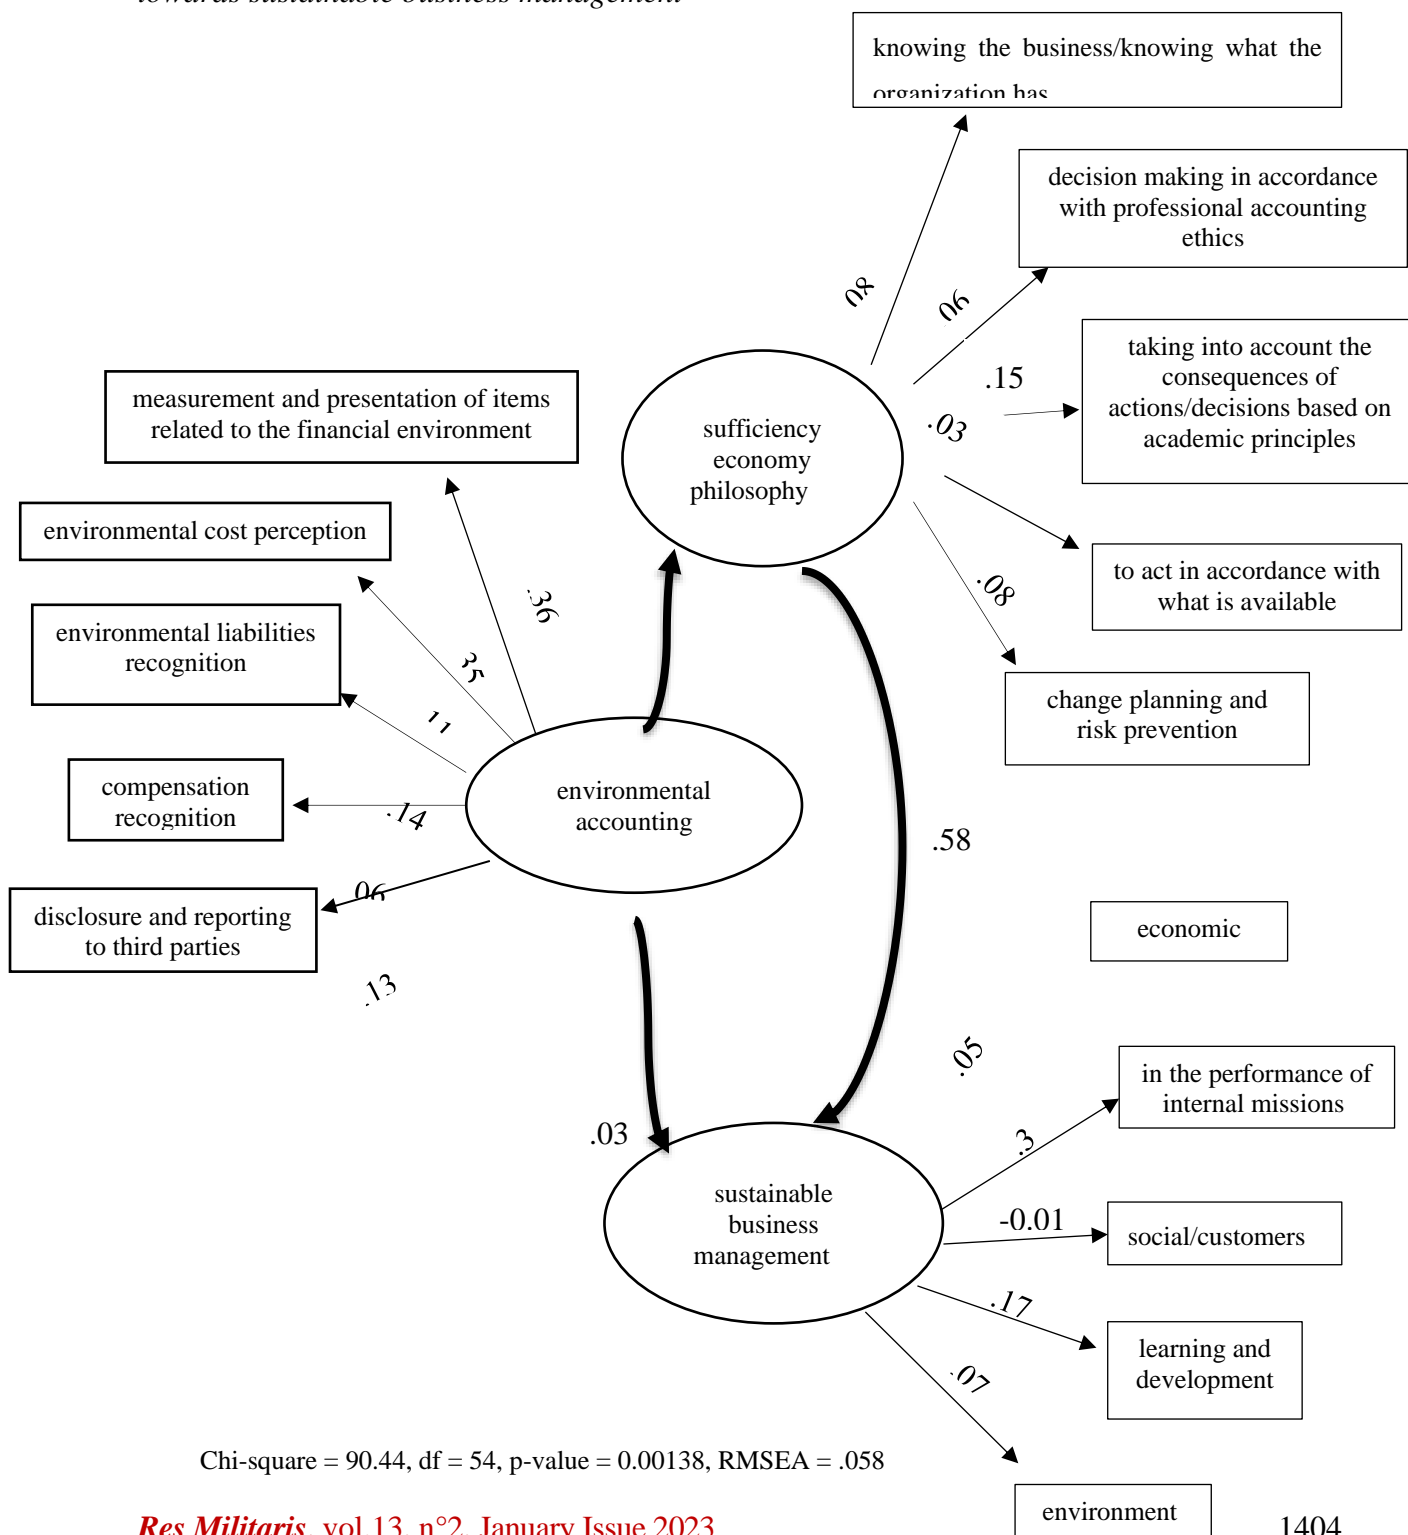 towards sustainable business management
knowing the business/knowing what the
organization has
decision making in accordance
with professional accounting
ethics
.08
.06
taking into account the
consequences of
actions/decisions based on
academic principles
.15
.03
measurement and presentation of items
related to the financial environment
sufficiency
economy
philosophy
environmental cost perception
to act in accordance with
what is available
.08
.36
environmental liabilities
recognition
.35
change planning and
risk prevention
.11
compensation
recognition
.14
environmental
accounting
.58
.06
disclosure and reporting
to third parties
economic
.13
.05
in the performance of
internal missions
.03
.3
sustainable
business
management
-0.01
social/customers
.17
learning and
development
.07
Chi-square = 90.44, df = 54, p-value = 0.00138, RMSEA = .058
environment
Res Militaris, vol.13, n°2, January Issue 2023
1404